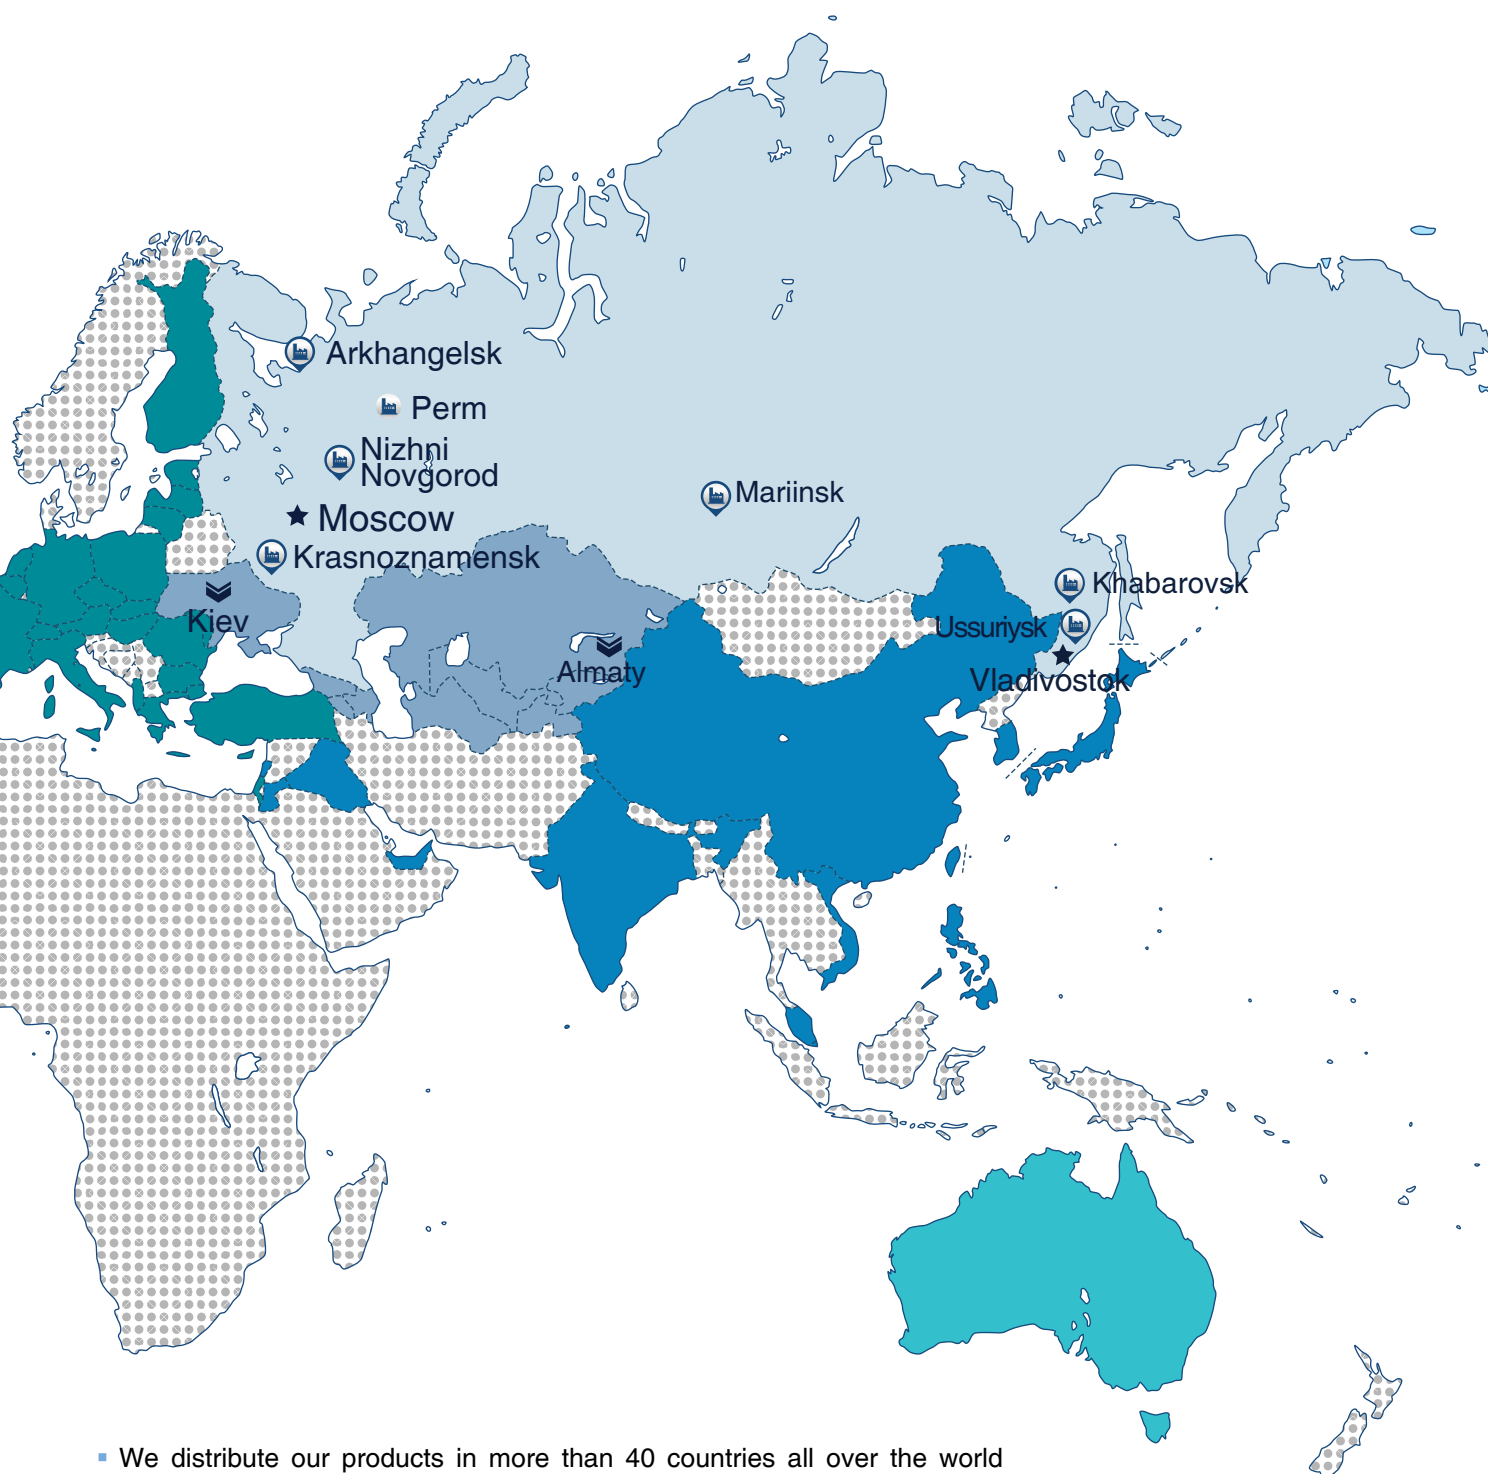 Arkhangelsk
Perm
Nizhni
Novgorod
Mariinsk
Moscow
Krasnoznamensk
Khabarovsk
Kiev
Ussuriysk
Almaty
Vladivostok
We distribute our products in more than 40 countries all over the world